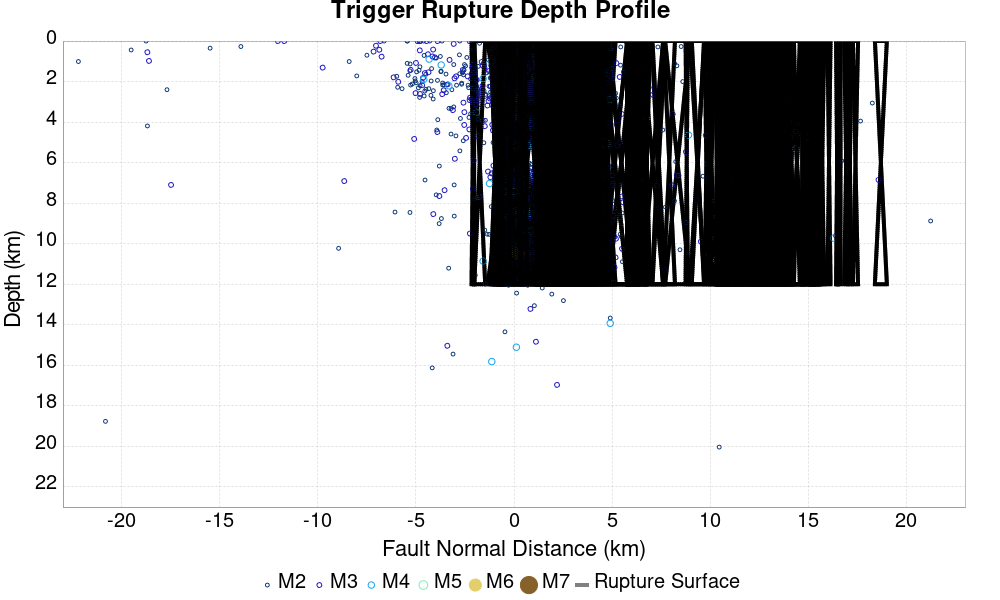 Trigger Rupture Depth Profile
0
2
4
6
8
10
12
14
16
18
20
22
Depth (km)
-20 -15 -10 -5 0 5 10 15 20
Fault Normal Distance (km)
M2 M3 M4 M5 M6 M7 Rupture Surface